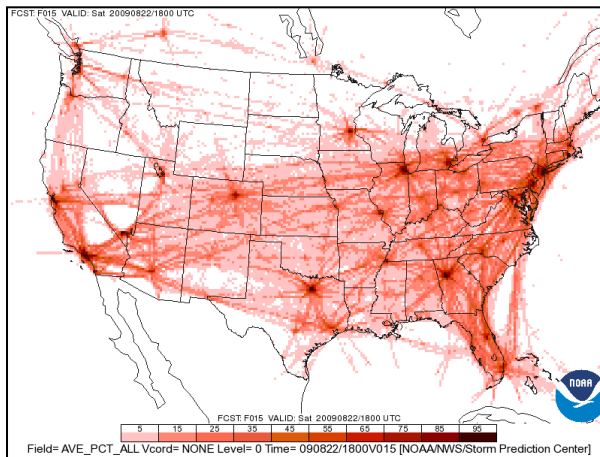 FCST: F015 VALID: Sat 20090822/1800 UTC
NOAA
FCST: F015 VALID: Sat 20090822/1800 UTC
5 15 25 35 45 55 65 75 85 95
Field= AVE_PCT_ALL Vcord= NONE Level= 0 Time= 090822/1800V015 [NOAA/NWS/Storm Prediction Center]